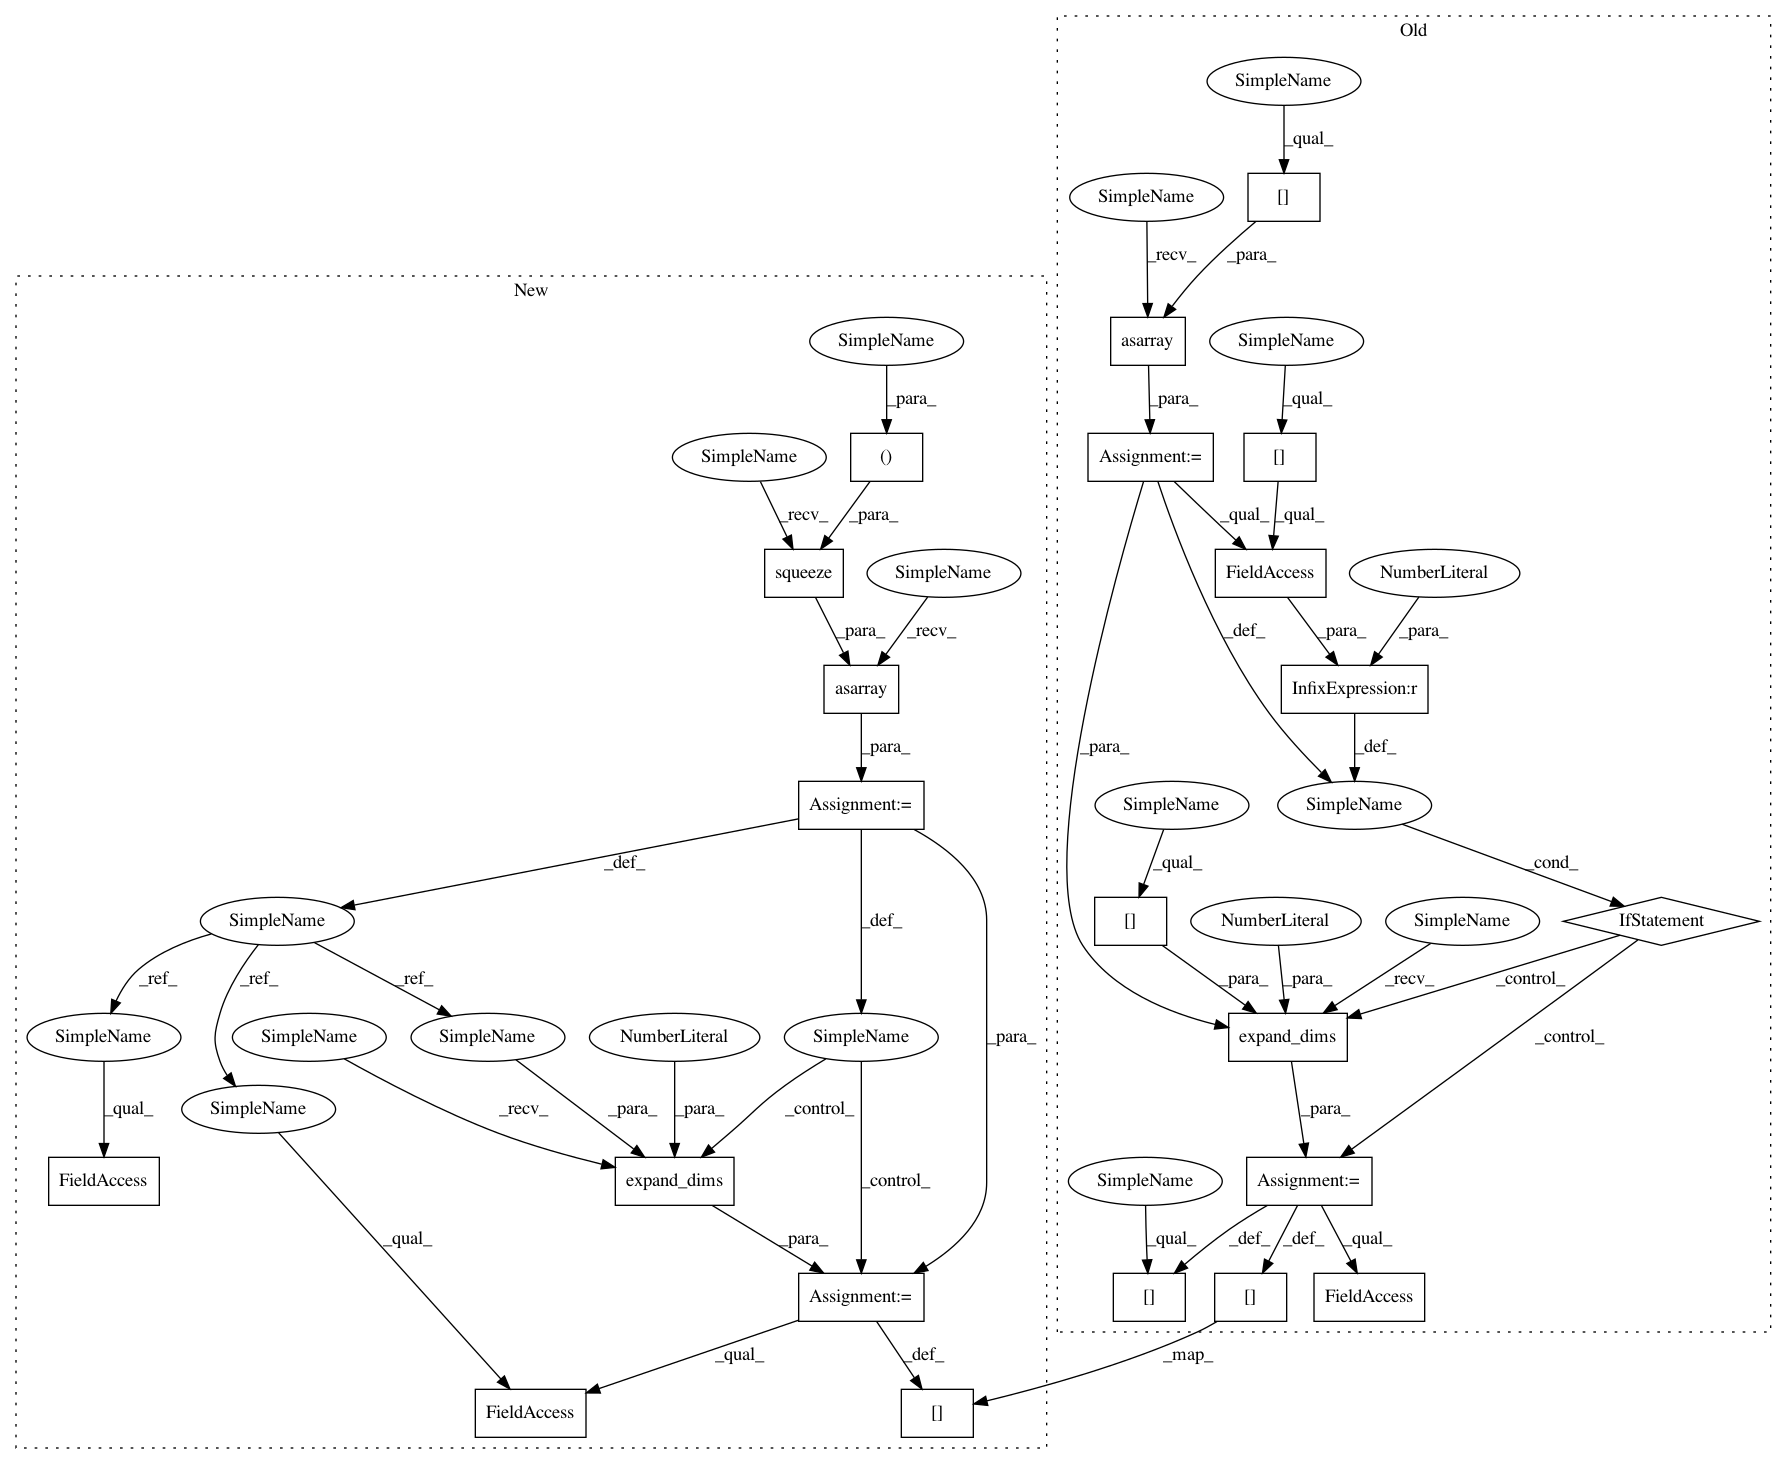 Old
SimpleName
_qual_
SimpleName
[]
_recv_
_para_
New
asarray
SimpleName
SimpleName
_para_
_qual_
_para_
SimpleName
()
Assignment:=
[]
_recv_
_para_
_qual_
_qual_
squeeze
SimpleName
FieldAccess
NumberLiteral
_para_
_recv_
_def_
_para_
_para_
asarray
InfixExpression:r
_para_
_para_
_def_
Assignment:=
SimpleName
SimpleName
_def_
_qual_
_cond_
SimpleName
_def_
[]
NumberLiteral
SimpleName
IfStatement
_ref_
_ref_
_ref_
_para_
_para_
_recv_
_control_
SimpleName
SimpleName
SimpleName
NumberLiteral
SimpleName
_para_
expand_dims
_control_
SimpleName
_qual_
_recv_
_para_
_para_
_control_
_para_
FieldAccess
expand_dims
_control_
SimpleName
Assignment:=
_qual_
_para_
_qual_
_def_
_def_
_qual_
Assignment:=
[]
[]
FieldAccess
_qual_
_def_
_map_
FieldAccess
[]